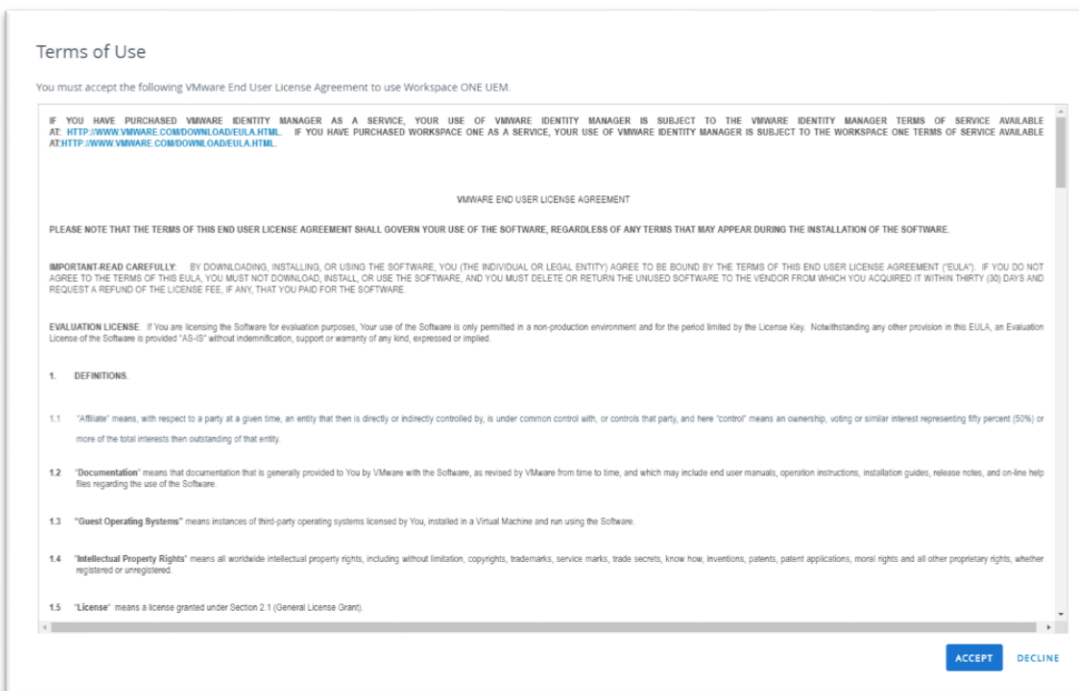 Terms of Use
You must accept the following VMware End User License Agreement to use Workspace ONE UEM.
IF YOU HAVE PURCHASED VMWARE IDENTITY MANAGER AS A SERVICE, YOUR USE OF VMWARE IDENTITY MANAGER IS SUBJECT TO THE VMWARE IDENTITY MANAGER TERMS OF SERVICE AVAILABLE
AT: HTTP://WWW.VMWARE.COM/DOWNLOAD/EULA.HTML. IF YOU HAVE PURCHASED WORKSPACE ONE AS A SERVICE, YOUR USE OF VMWARE IDENTITY MANAGER IS SUBJECT TO THE WORKSPACE ONE TERMS OF SERVICE AVAILABLE
AT:HTTP://WWW.VMWARE.COM/DOWNLOAD/EULA.HTML.
VMWARE END USER LICENSE AGREEMENT
PLEASE NOTE THAT THE TERMS OF THIS END USER LICENSE AGREEMENT SHALL GOVERN YOUR USE OF THE SOFTWARE, REGARDLESS OF ANY TERMS THAT MAY APPEAR DURING THE INSTALLATION OF THE SOFTWARE.
IMPORTANT-READ CAREFULLY: BY DOWNLOADING, INSTALLING, OR USING THE SOFTWARE, YOU (THE INDIVIDUAL OR LEGAL ENTITY) AGREE TO BE BOUND BY THE TERMS OF THIS END USER LICENSE AGREEMENT ("EULA"). IF YOU DO NOT
AGREE TO THE TERMS OF THIS EULA, YOU MUST NOT DOWNLOAD, INSTALL, OR USE THE SOFTWARE, AND YOU MUST DELETE OR RETURN THE UNUSED SOFTWARE TO THE VENDOR FROM WHICH YOU ACQUIRED IT WITHIN THIRTY (30) DAYS AND
REQUEST A REFUND OF THE LICENSE FEE, IF ANY, THAT YOU PAID FOR THE SOFTWARE.
EVALUATION LICENSE. If You are licensing the Software for evaluation purposes, Your use of the Software is only permitted in a non-production environment and for the period limited by the License Key. Notwithstanding any other provision in this EULA, an Evaluation
License of the Software is provided "AS-IS" without indemnification, support or warranty of any kind, expressed or implied.
1. DEFINITIONS.
1.1 "Affiliate" means, with respect to a party at a given time, an entity that then is directly or indirectly controlled by, is under common control with, or controls that party, and here "control" means an ownership, voting or similar interest representing fifty percent (50%) or
more of the total interests then outstanding of that entity.
1.2 "Documentation" means that documentation that is generally provided to You by VMware with the Software, as revised by VMware from time to time, and which may include end user manuals, operation instructions, installation guides, release notes, and on-line help
files regarding the use of the Software.
1.3 "Guest Operating Systems" means instances of third-party operating systems licensed by You, installed in a Virtual Machine and run using the Software.
1.4 "Intellectual Property Rights" means all worldwide intellectual property rights, including without limitation, copyrights, trademarks, service marks, trade secrets, know how, inventions, patents, patent applications, moral rights and all other proprietary rights, whether
registered or unregistered.
1.5 "License" means a license granted under Section 2.1 (General License Grant).
ACCEPT DECLINE